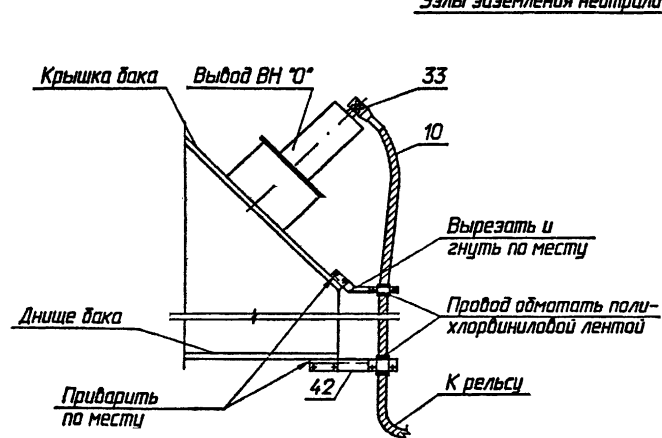 Узлы заземления нейтрали
Крышка бака
Вывод ВН "О"
33
10
Вырезать и
гнуть по месту
Провод обмотать поли-
хлорвиниловой лентой
Днище бака
Приварить
по месту
42
К рельсу